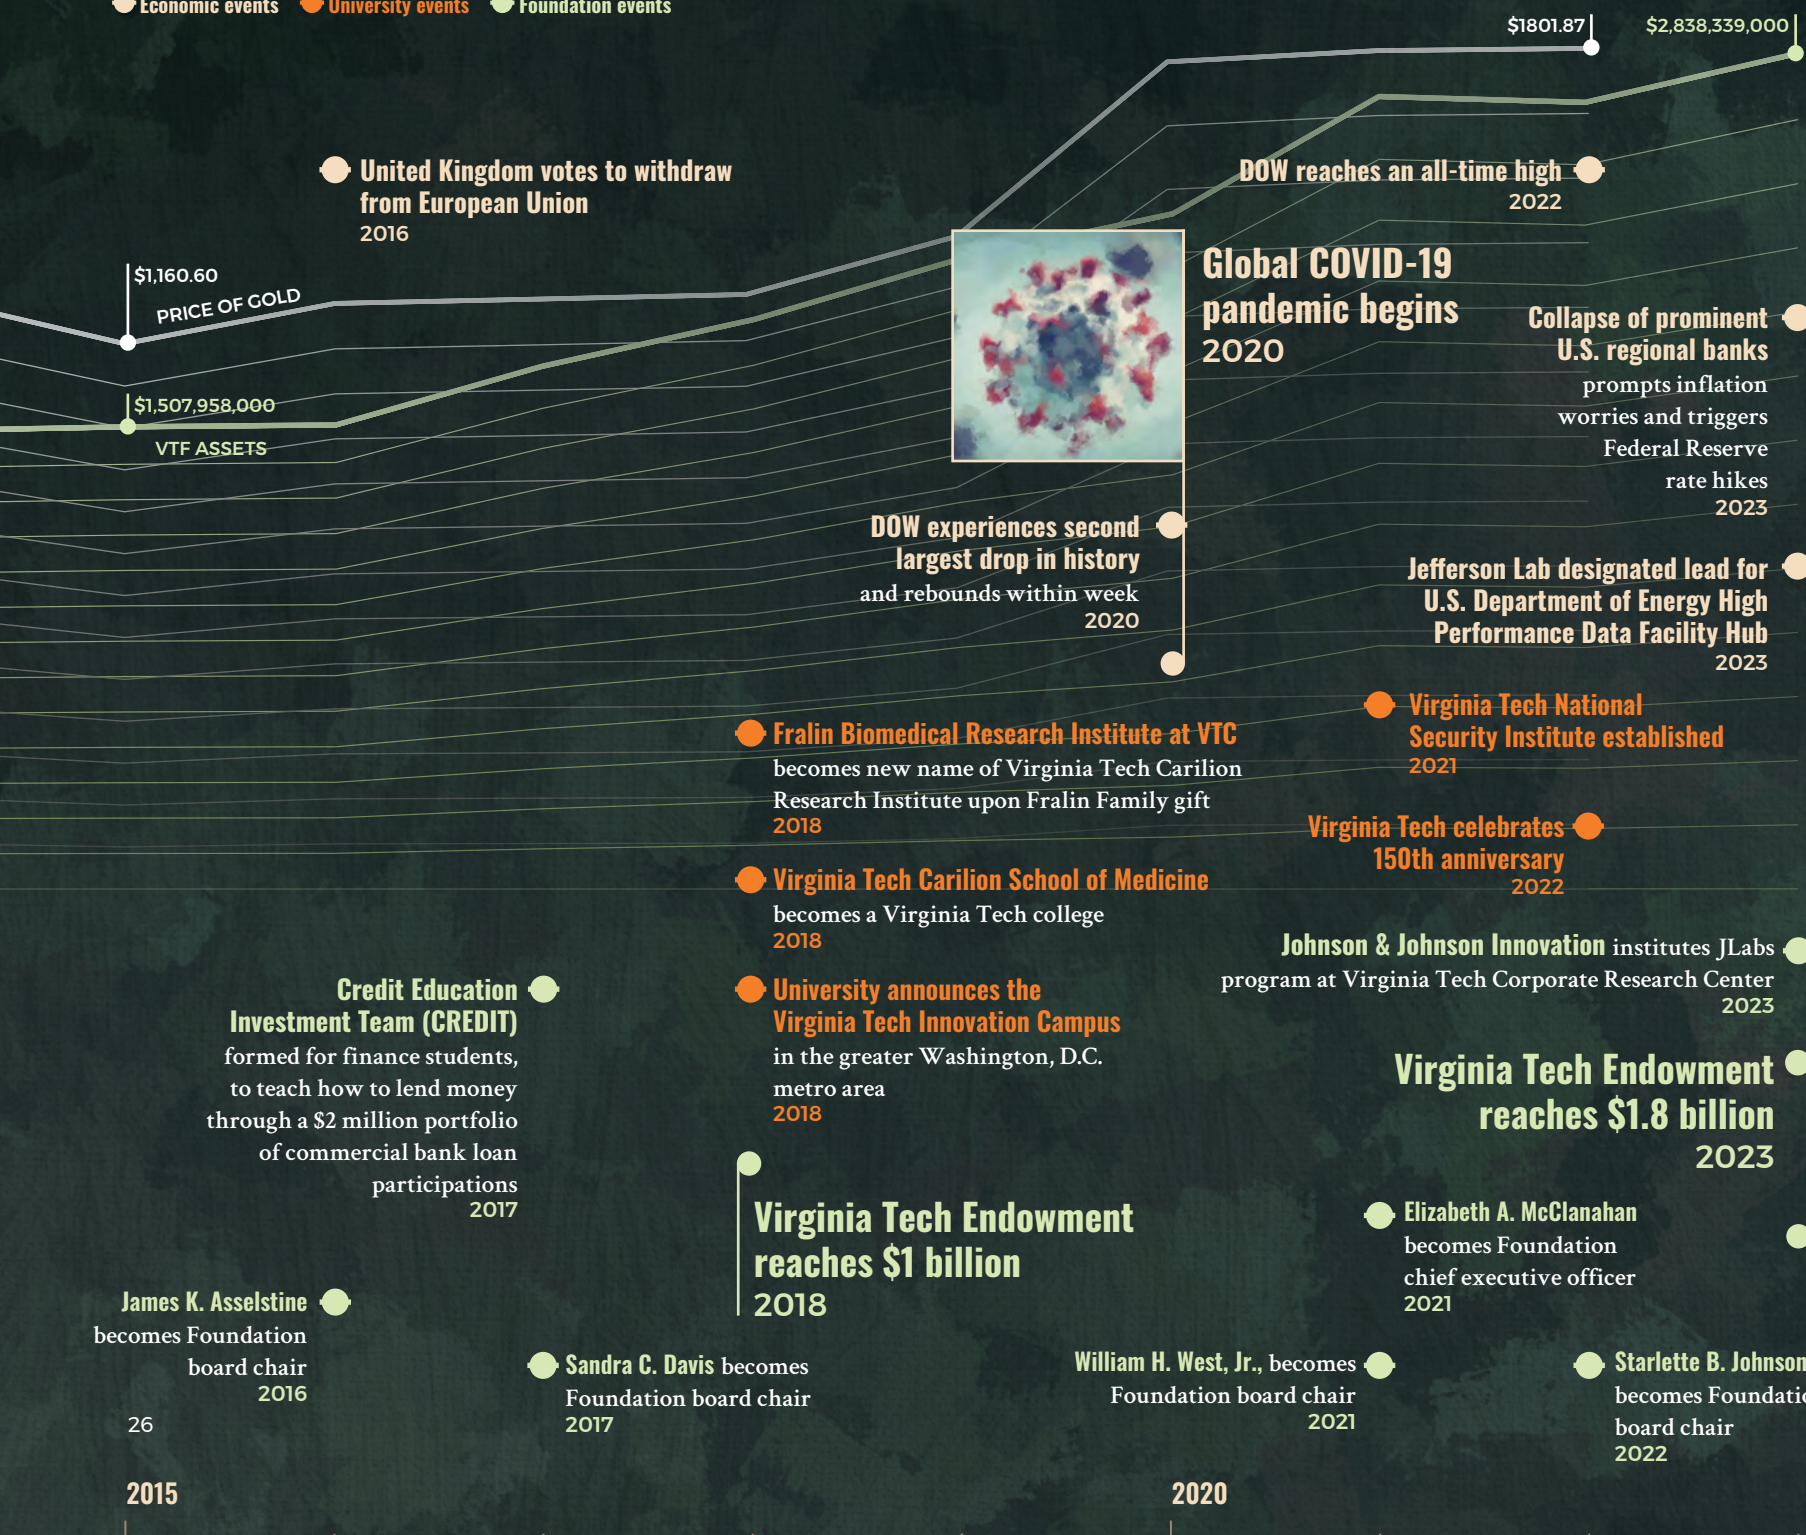 Economic events
University events
Foundation events
$1801.87
$2,838,339,000
United Kingdom votes to withdraw
from European Union
2016
DOW reaches an all-time high
2022
$1,160.60
PRICE OF GOLD
Global COVID-19
pandemic begins
2020
Collapse of prominent
U.S. regional banks
prompts inflation
worries and triggers
Federal Reserve
rate hikes
2023
$1,507,958,000
VTF ASSETS
DOW experiences second
largest drop in history
and rebounds within week
2020
Jefferson Lab designated lead for
U.S. Department of Energy High
Performance Data Facility Hub
2023
Virginia Tech National
Security Institute established
2021
Fralin Biomedical Research Institute at VTC
becomes new name of Virginia Tech Carilion
Research Institute upon Fralin Family gift
2018
Virginia Tech celebrates
150th anniversary
2022
Virginia Tech Carilion School of Medicine
becomes a Virginia Tech college
2018
Johnson & Johnson Innovation institutes JLabs
program at Virginia Tech Corporate Research Center
2023
Credit Education
Investment Team (CREDIT)
formed for finance students,
to teach how to lend money
through a $2 million portfolio
of commercial bank loan
participations
2017
University announces the
Virginia Tech Innovation Campus
in the greater Washington, D.C.
metro area
2018
Virginia Tech Endowment
reaches $1.8 billion
2023
Virginia Tech Endowment
reaches $1 billion
2018
Elizabeth A. McClanahan
becomes Foundation
chief executive officer
2021
James K. Asselstine
becomes Foundation
board chair
2016
Sandra C. Davis becomes
Foundation board chair
2017
William H. West, Jr., becomes
Foundation board chair
2021
Starlette B. Johnson
becomes Foundatio
board chair
2022
26
2015
2020